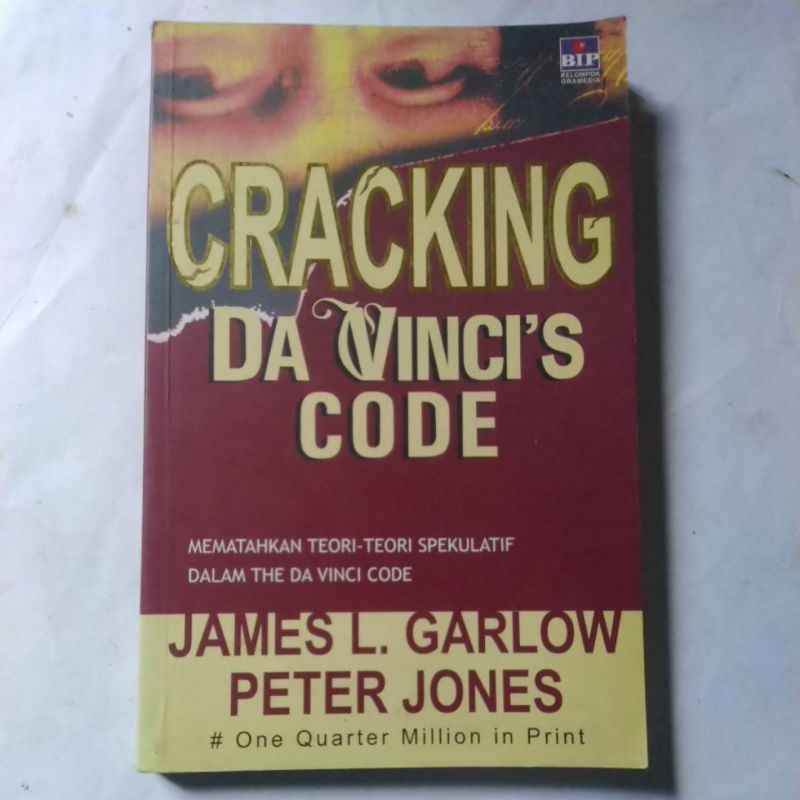 BIP
KELOMPOK
GRAMEDIA
CRACKING
DA VINCI'S
CODE
MEMATAHKAN TEORI-TEORI SPEKULATIF
DALAM THE DA VINCI CODE
JAMES L. GARLOW
PETER JONES
# One Quarter Million in Print